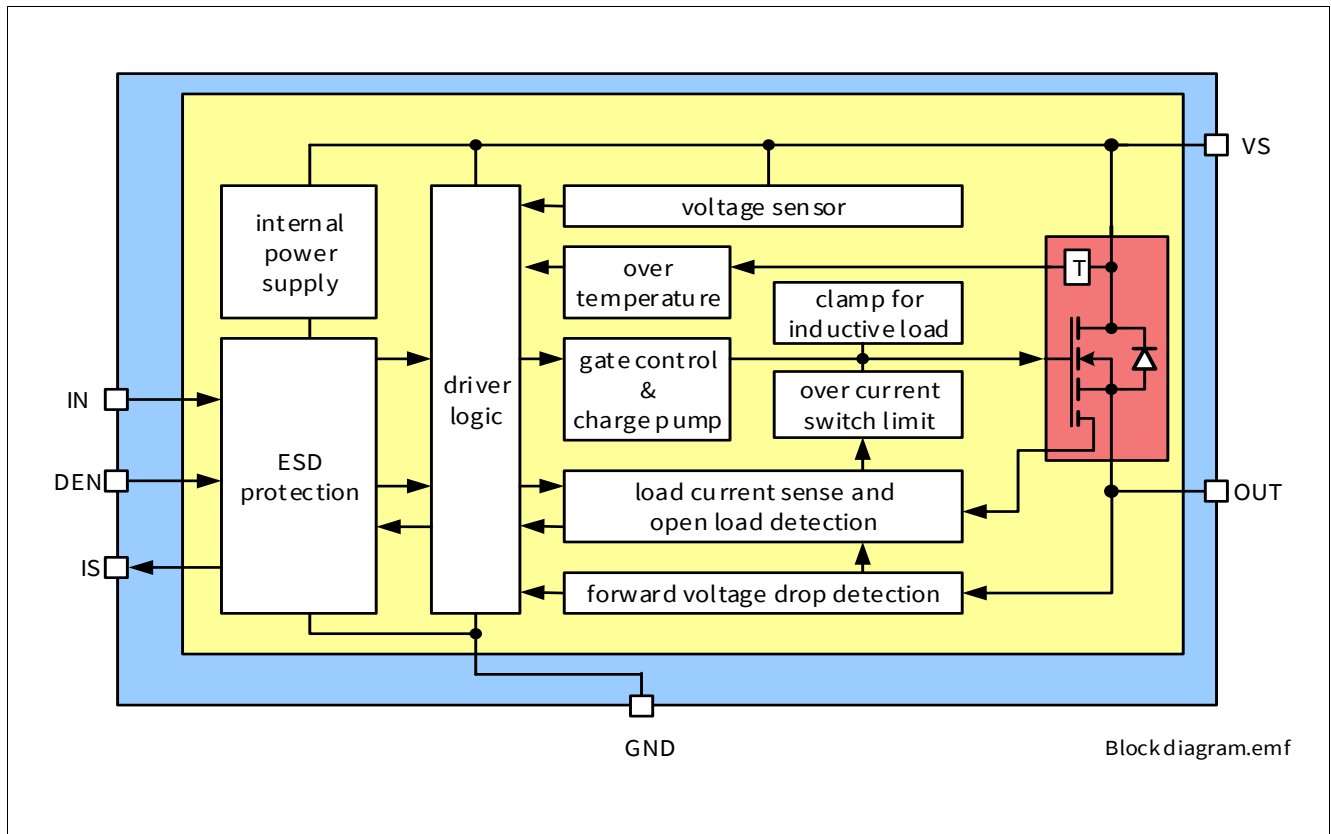 VS
internal
power
supply
voltage sensor
over
temperature
T
clamp for
inductive load
driver
logic
gate control
&
charge pump
over current
switch limit
IN
ESD
protection
DEN
load current sense and
open load detection
OUT
IS
forward voltage drop detection
GND
Blockdiagram.emf